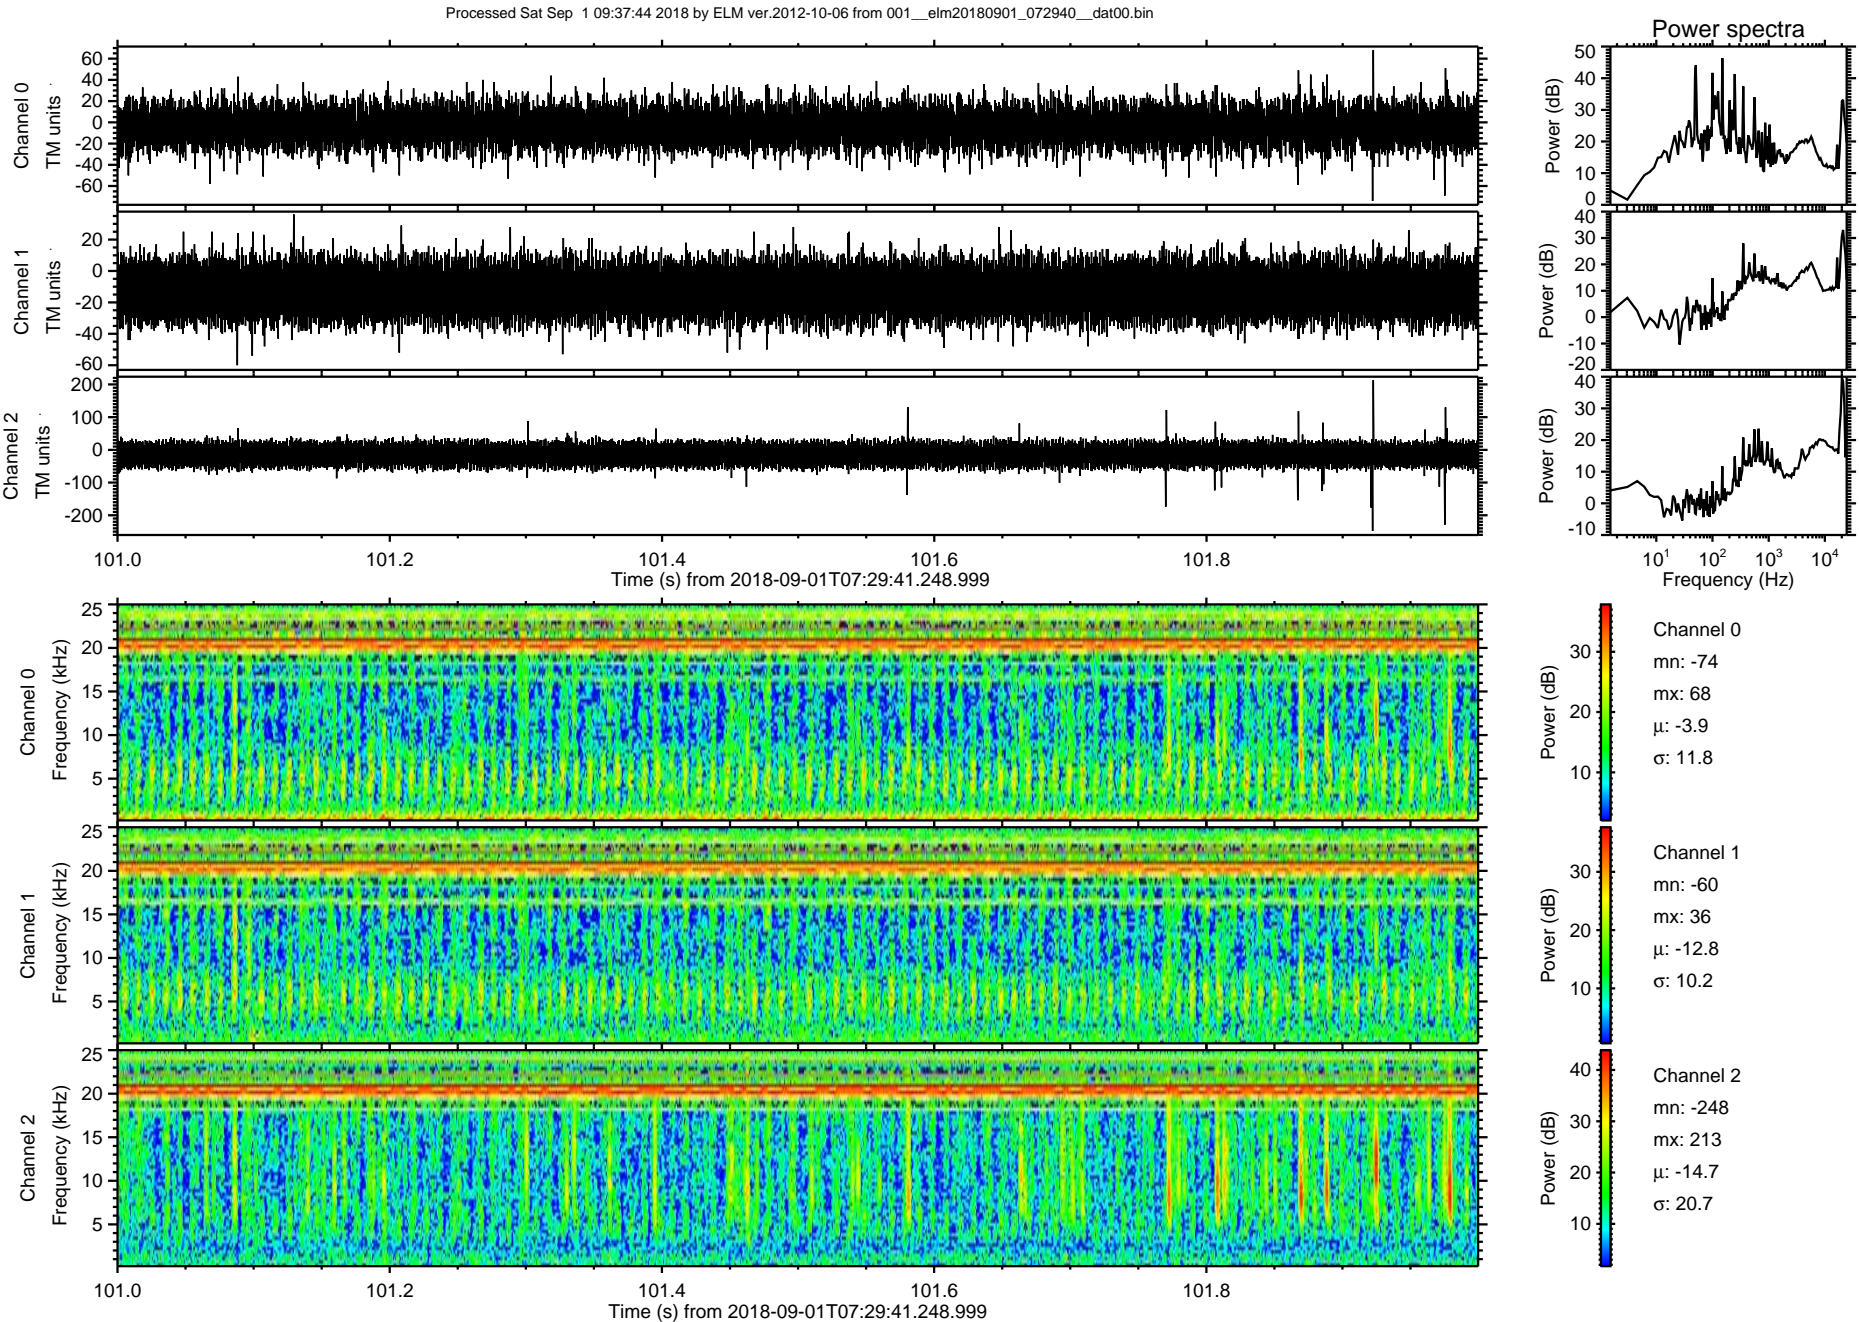 Processed Sat Sep 1 09:37:44 2018 by ELM ver.2012-10-06 from 001__elm20180901_072940__dat00.bin
Power spectra
Channel 0
TM units
60
40
20
0
-20
-40
-60
Power (dB)
50
40
30
20
10
0
Channel 1
TM units
20
0
-20
-40
-60
Power (dB)
40
30
20
10
0
-10
-20
Channel 2
TM units
200
100
0
-100
-200
Power (dB)
40
30
20
10
0
-10
101.0 101.2 101.4 101.6 101.8
Time (s) from 2018-09-01T07:29:41.248.999
10¹ 10² 10³ 10⁴
Frequency (Hz)
Channel 0
Frequency (kHz)
25
20
15
10
5
Power (dB)
30
20
10
Channel 0
mn: -74
mx: 68
μ: -3.9
σ: 11.8
Channel 1
Frequency (kHz)
25
20
15
10
5
Power (dB)
30
20
10
Channel 1
mn: -60
mx: 36
μ: -12.8
σ: 10.2
Channel 2
Frequency (kHz)
25
20
15
10
5
Power (dB)
40
30
20
10
Channel 2
mn: -248
mx: 213
μ: -14.7
σ: 20.7
101.0 101.2 101.4 101.6 101.8
Time (s) from 2018-09-01T07:29:41.248.999